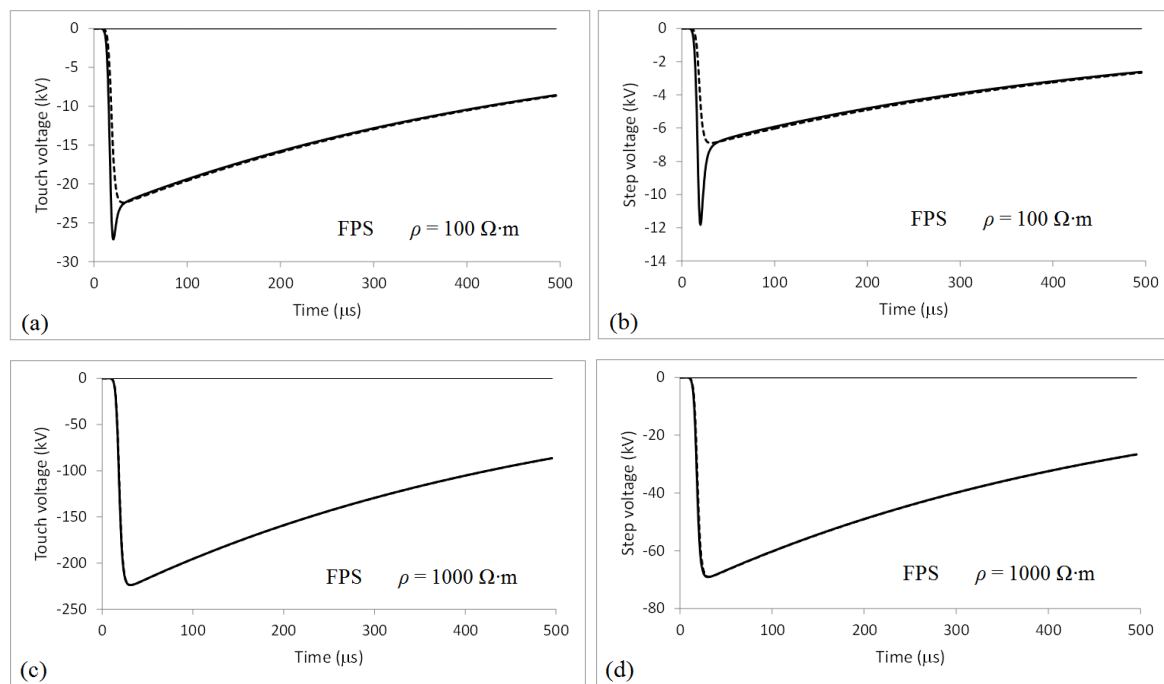 0
-5
-10
-15
-20
-25
-30
Touch voltage (kV)
FPS ρ = 100 Ω·m
0 100 200 300 400 500
Time (μs)
(a)
0
-2
-4
-6
-8
-10
-12
-14
Step voltage (kV)
FPS ρ = 100 Ω·m
0 100 200 300 400 500
Time (μs)
(b)
0
-50
-100
-150
-200
-250
Touch voltage (kV)
FPS ρ = 1000 Ω·m
0 100 200 300 400 500
Time (μs)
(c)
0
-20
-40
-60
-80
Step voltage (kV)
FPS ρ = 1000 Ω·m
0 100 200 300 400 500
Time (μs)
(d)